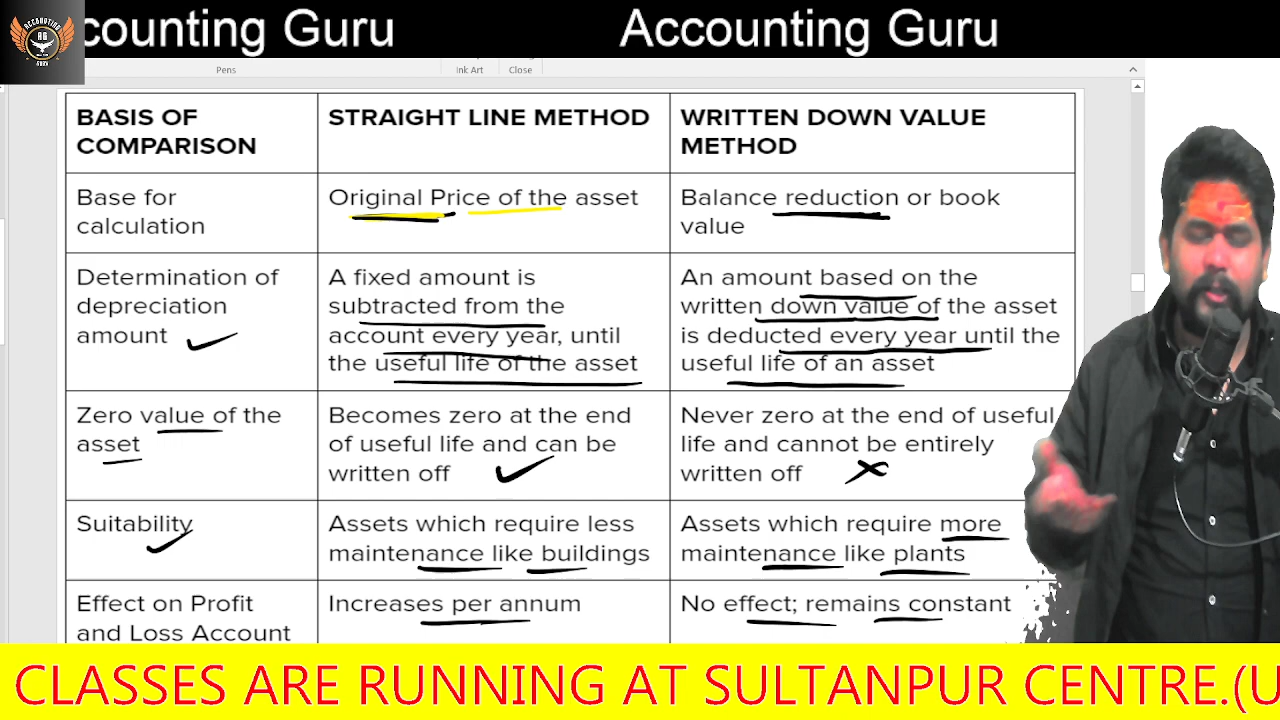 counting Guru
Accounting Guru
ACCOUNTING
AG
GURU
Pens
Ink Art
Close
BASIS OF
COMPARISON
STRAIGHT LINE METHOD
WRITTEN DOWN VALUE
METHOD
Base for
calculation
Original Price of the asset
Balance reduction or book
value
Determination of
depreciation
amount
A fixed amount is
subtracted from the
account every year, until
the useful life of the asset
An amount based on the
written down value of the asset
is deducted every year until the
useful life of an asset
Zero value of the
asset
Becomes zero at the end
of useful life and can be
written off
Never zero at the end of useful
life and cannot be entirely
written off
Suitability
Assets which require less
maintenance like buildings
Assets which require more
maintenance like plants
Effect on Profit
and Loss Account
Increases per annum
No effect; remains constant
CLASSES ARE RUNNING AT SULTANPUR CENTRE.(U